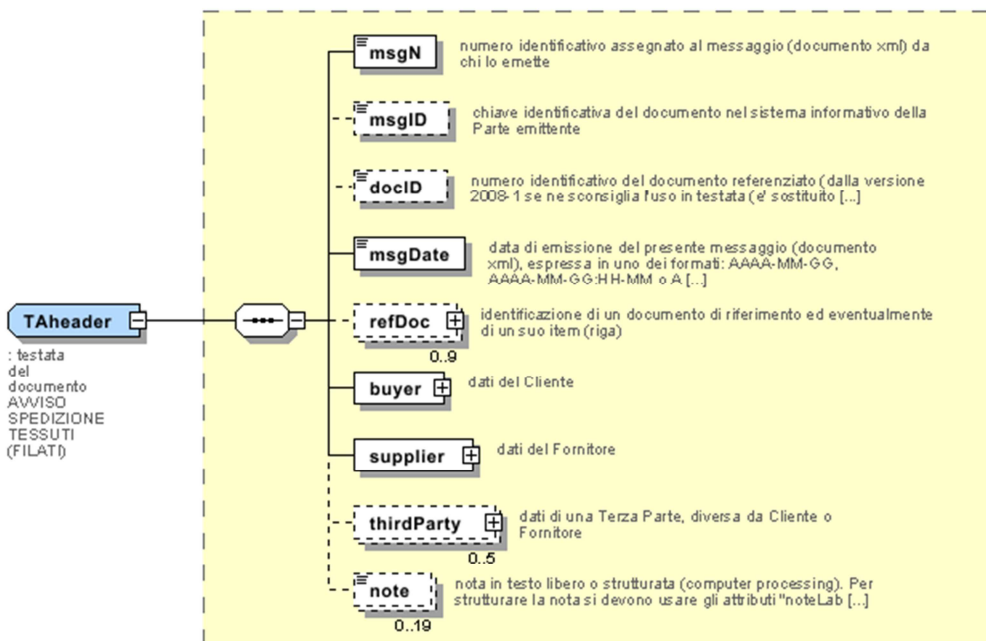 msgN
numero identificativo assegnato al messaggio (documento xml) da
chi lo emette
msgID
chiave identificativa del documento nel sistema informativo della
Parte emittente
docID
numero identificativo del documento referenziato (dalla versione
2008-1 se ne sconsiglia l'uso in testata (e' sostituito [...]
msgDate
data di emissione del presente messaggio (documento
xml), espressa in uno dei formati: AAAA-MM-GG,
AAAA-MM-GG:HH-MM o A [...]
TAheader
: testata
del
documento
AVVISO
SPEDIZIONE
TESSUTI
(FILATI)
refDoc
0..9
identificazione di un documento di riferimento ed eventualmente
di un suo item (riga)
buyer
dati del Cliente
supplier
dati del Fornitore
thirdParty
0..5
dati di una Terza Parte, diversa da Cliente o
Fornitore
note
0..19
nota in testo libero o strutturata (computer processing). Per
strutturare la nota si devono usare gli attributi "noteLab [...]